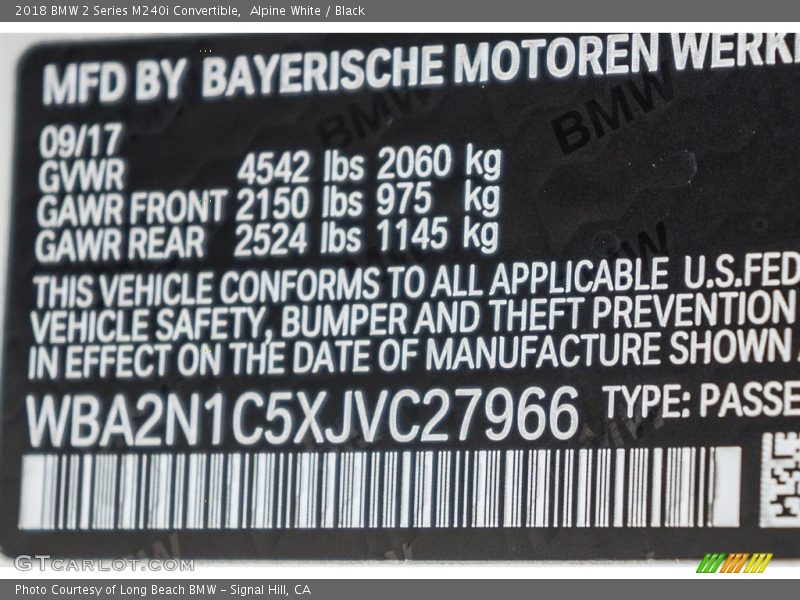 2018 BMW 2 Series M240i Convertible, Alpine White / Black
MFD BY BAYERISCHE MOTOREN WERK
09/17
GVWR 4542 lbs 2060 kg
GAWR FRONT 2150 lbs 975 kg
GAWR REAR 2524 lbs 1145 kg
THIS VEHICLE CONFORMS TO ALL APPLICABLE U.S.FED
VEHICLE SAFETY, BUMPER AND THEFT PREVENTION
IN EFFECT ON THE DATE OF MANUFACTURE SHOWN
WBA2N1C5XJVC27966 TYPE: PASSE
GTCARLOT.COM
Photo Courtesy of Long Beach BMW – Signal Hill, CA